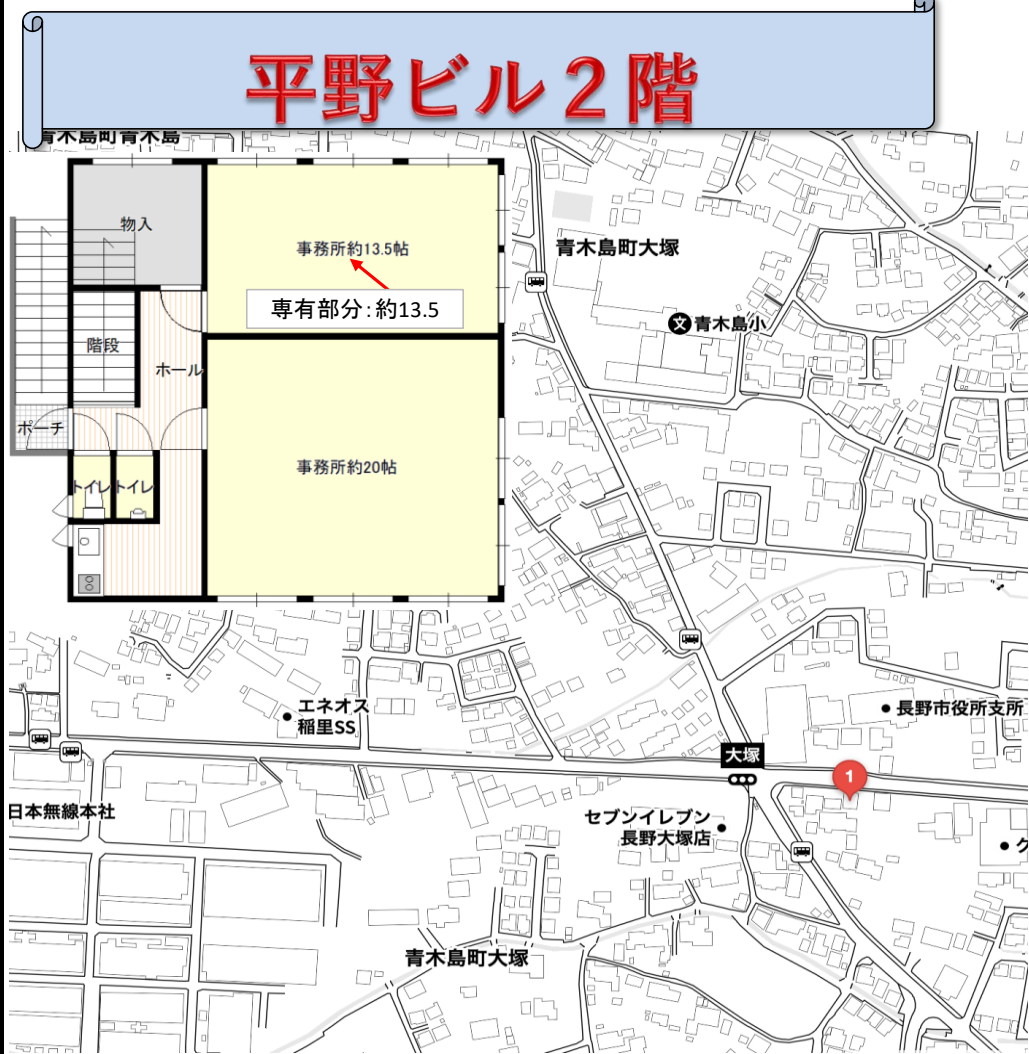 平野ビル２階
青木島町青木島
物入
事務所約13.5帖
専有部分：約13.5
階段
ホール
ポーチ
トイレ
トイレ
事務所約20帖
青木島町大塚
文
青木島小
エネオス
稲里SS
長野市役所支所
大塚
1
日本無線本社
セブンイレブン
長野大塚店
ク
青木島町大塚